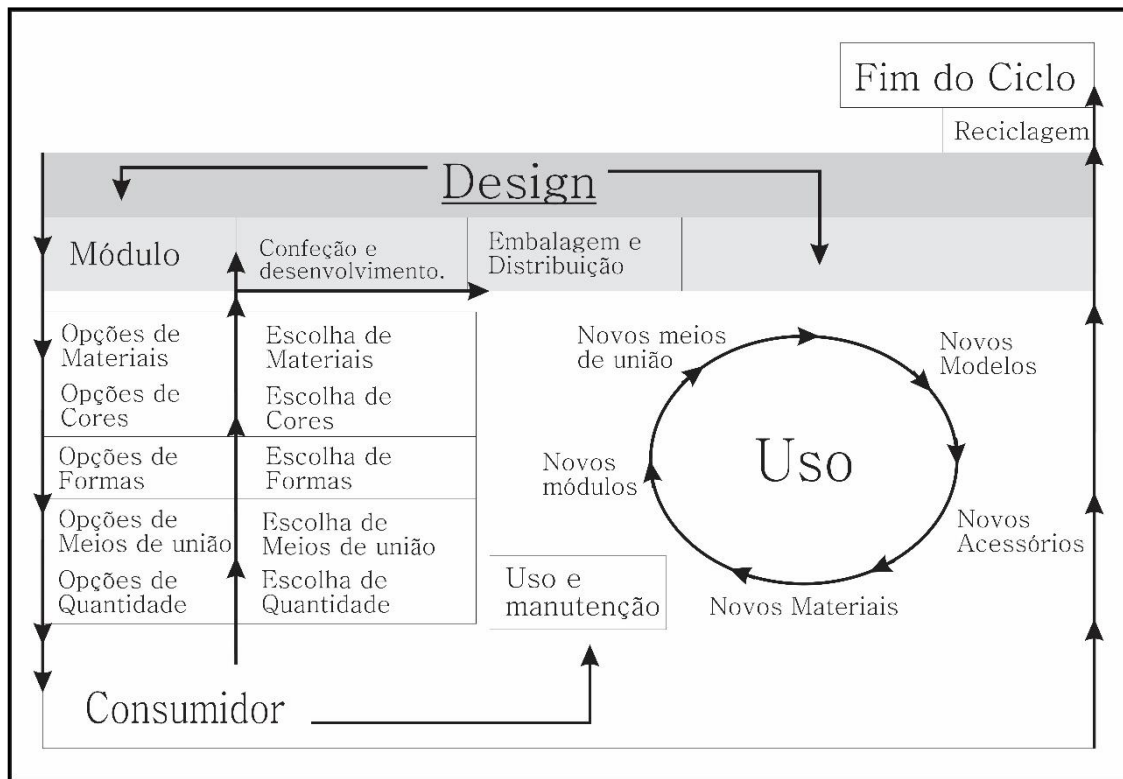 Fim do Ciclo
Reciclagem
Design
Módulo
Confeção e
desenvolvimento.
Embalagem e
Distribuição
Opções de
Materiais
Opções de
Cores
Opções de
Formas
Opções de
Meios de união
Opções de
Quantidade
Escolha de
Materiais
Escolha de
Cores
Escolha de
Formas
Escolha de
Meios de união
Escolha de
Quantidade
Uso e
manutenção
Novos meios
de união
Novos
Modelos
Uso
Novos
módulos
Novos
Acessórios
Novos Materiais
Consumidor